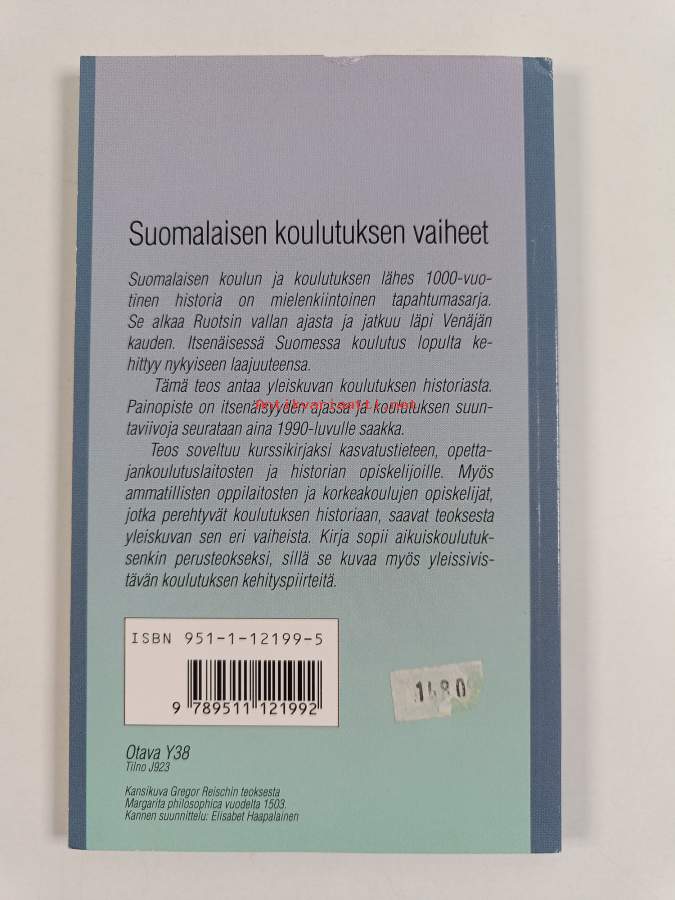 Suomalaisen koulutuksen vaiheet
Suomalaisen koulun ja koulutuksen lähes 1000-vuo-
tinen historia on mielenkiintoinen tapahtumasarja.
Se alkaa Ruotsin vallan ajasta ja jatkuu läpi Venäjän
kauden. Itsenäisessä Suomessa koulutus lopulta ke-
hittyy nykyiseen laajuuteensa.
Tämä teos antaa yleiskuvan koulutuksen historiasta.
antikvariaatti.net
Painopiste on itsenäisyyden ajassa ja koulutuksen suun-
taviivoja seurataan aina 1990-luvulle saakka.
Teos soveltuu kurssikirjaksi kasvatustieteen, opetta-
jankoulutuslaitosten ja historian opiskelijoille. Myös
ammatillisten oppilaitosten ja korkeakoulujen opiskelijat,
jotka perehtyvät koulutuksen historiaan, saavat teoksesta
yleiskuvan sen eri vaiheista. Kirja sopii aikuiskoulutuk-
senkin perusteokseksi, sillä se kuvaa myös yleissivis-
tävän koulutuksen kehityspiirteitä.
ISBN 951-1-12199-5
9 789511 121992
1480
Otava Y38
Tilno J923
Kansikuva Gregor Reischin teoksesta
Margarita philosophica vuodelta 1503.
Kannen suunnittelu: Elisabet Haapalainen